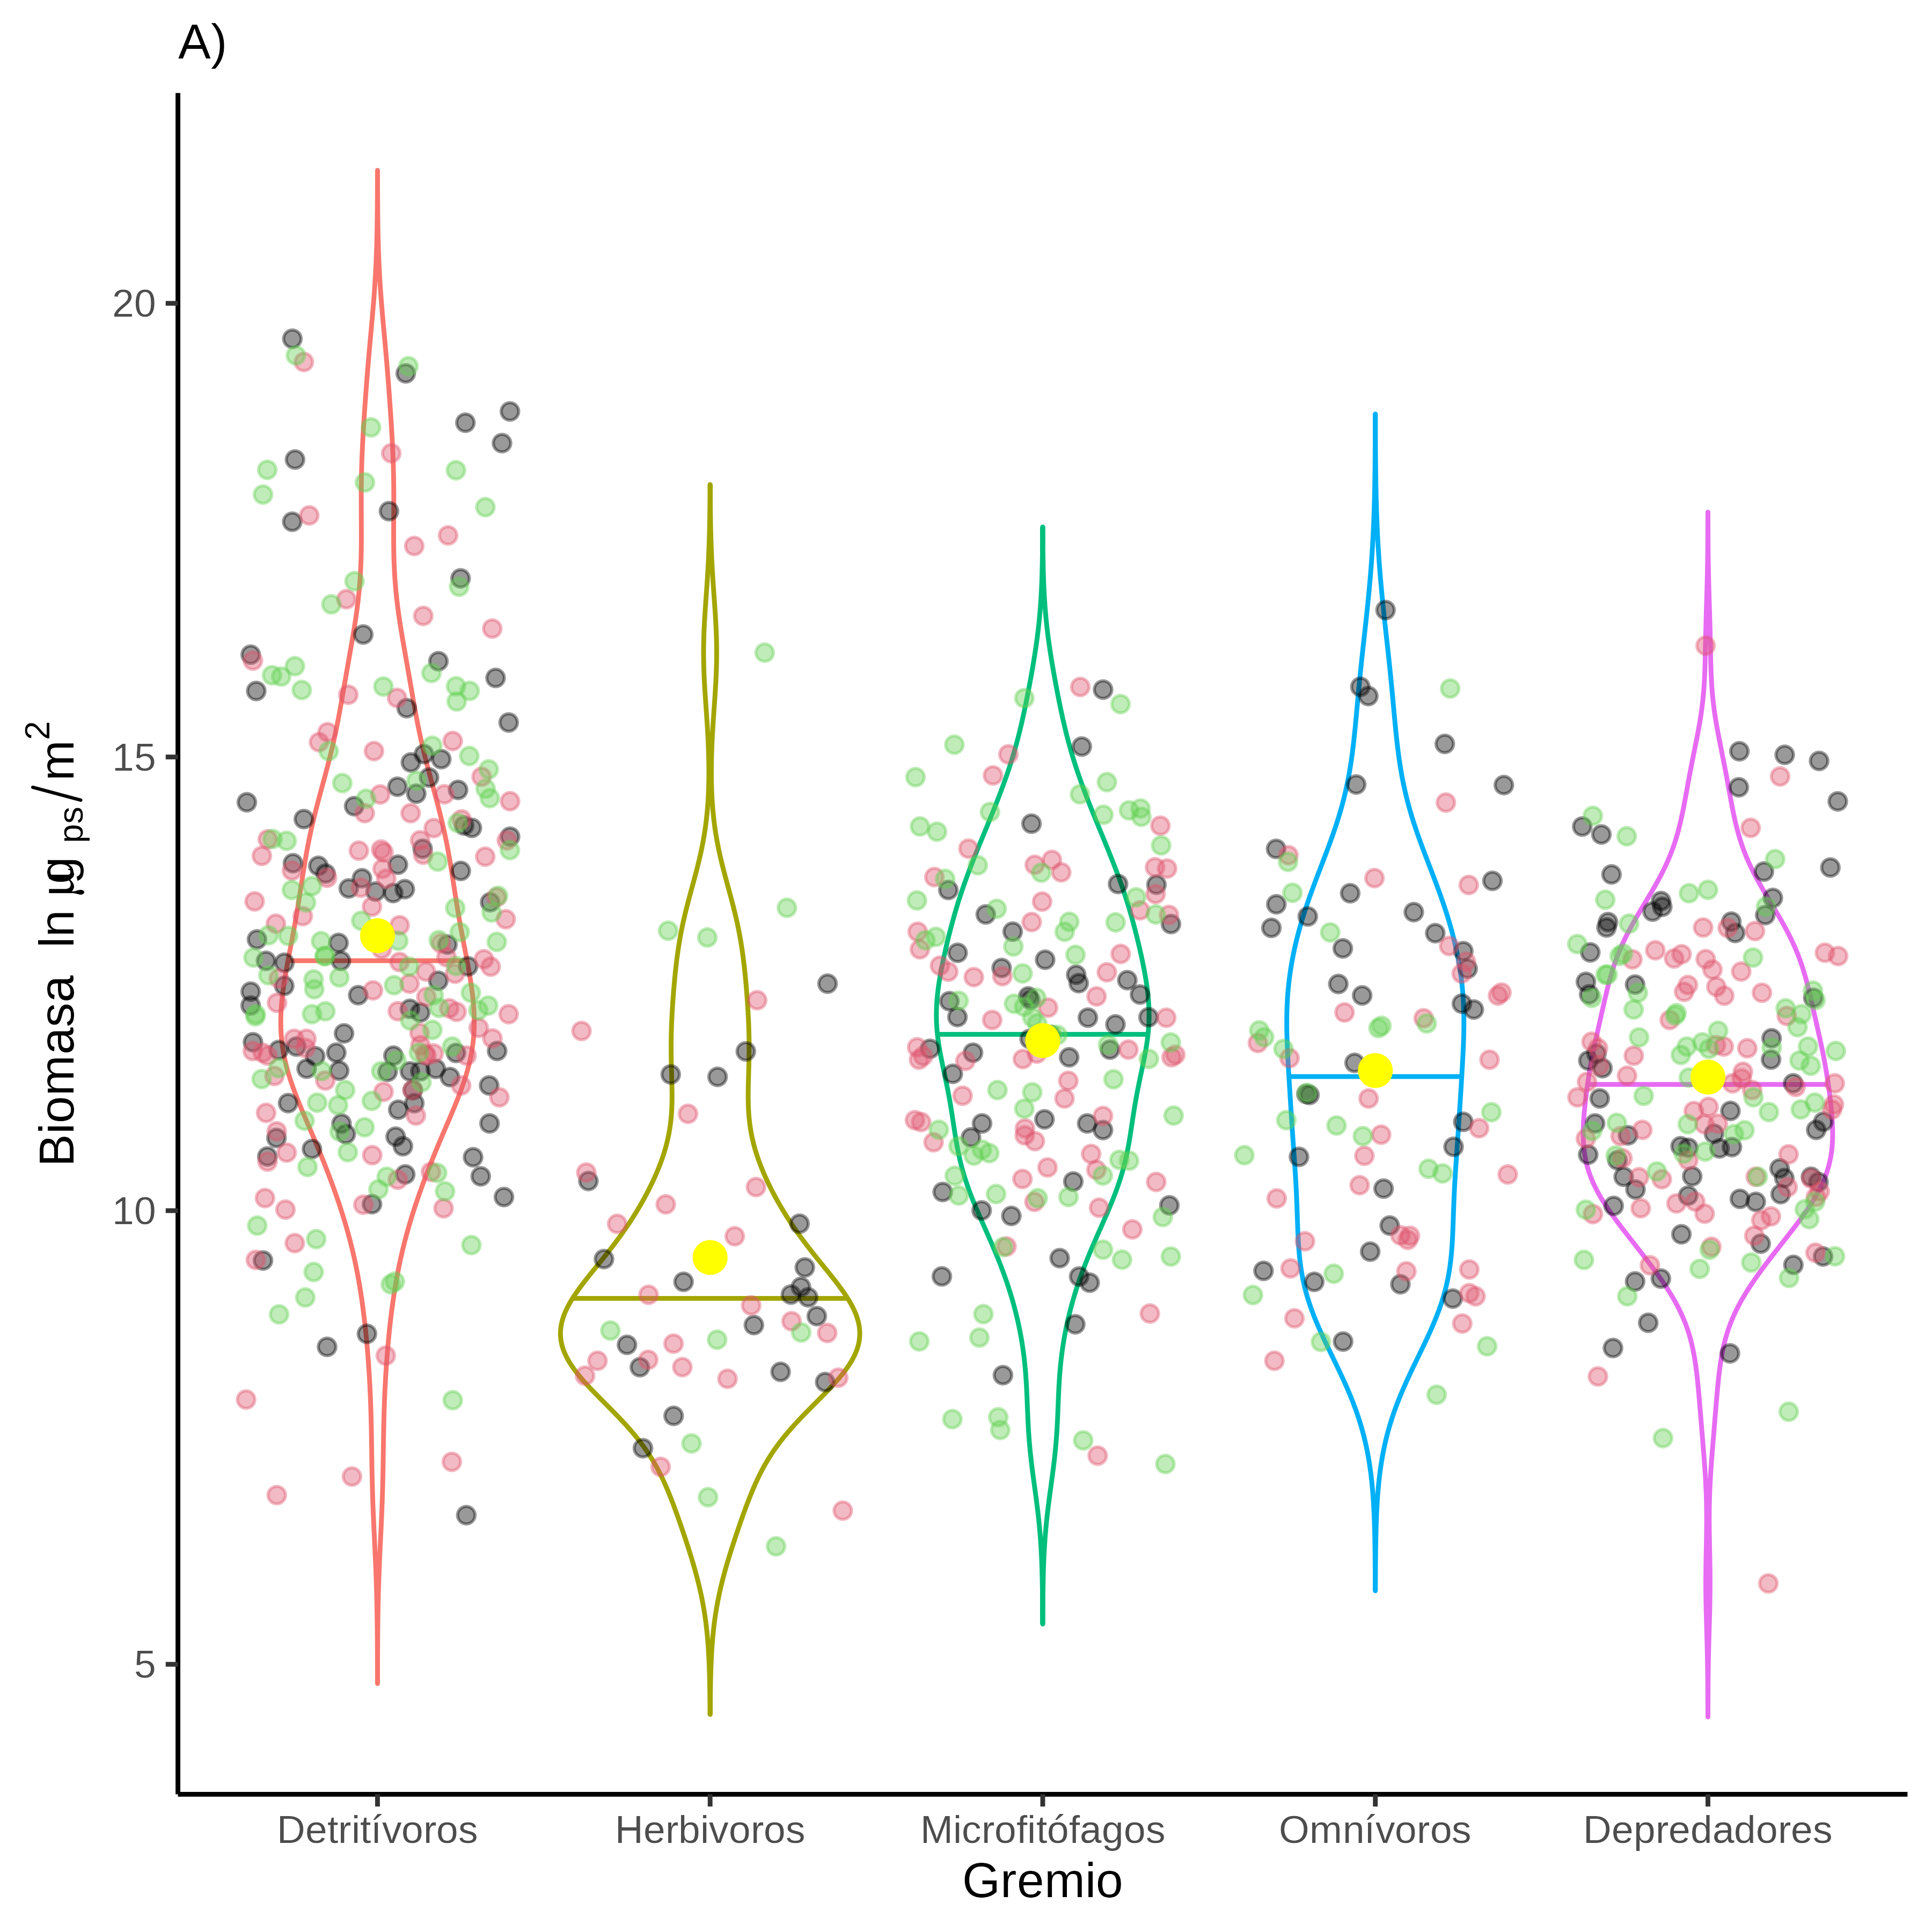 A)
20
15
10
5
Biomasa ln µg ps/m²
Detritívoros
Herbivoros
Microfitófagos
Omnívoros
Depredadores
Gremio